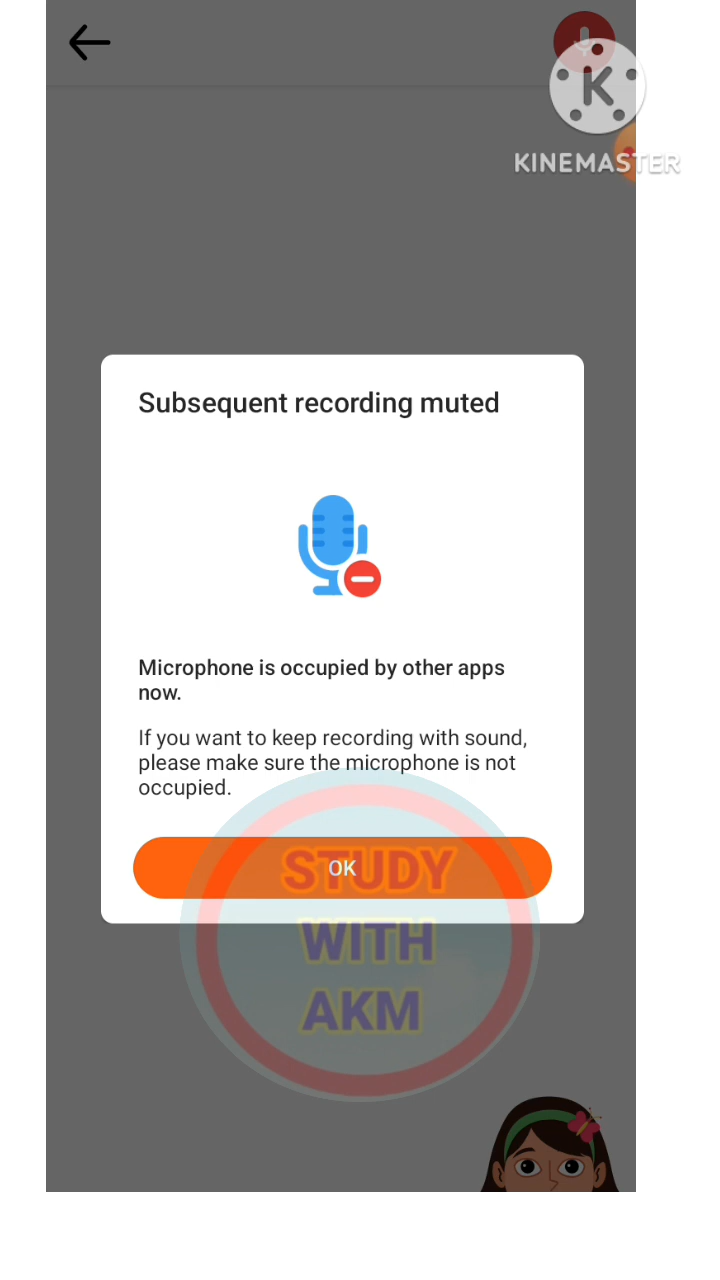 K
KINEMASTER
Subsequent recording muted
Microphone is occupied by other apps
now.
If you want to keep recording with sound,
please make sure the microphone is not
occupied.
OK
STUDY
WITH
AKM